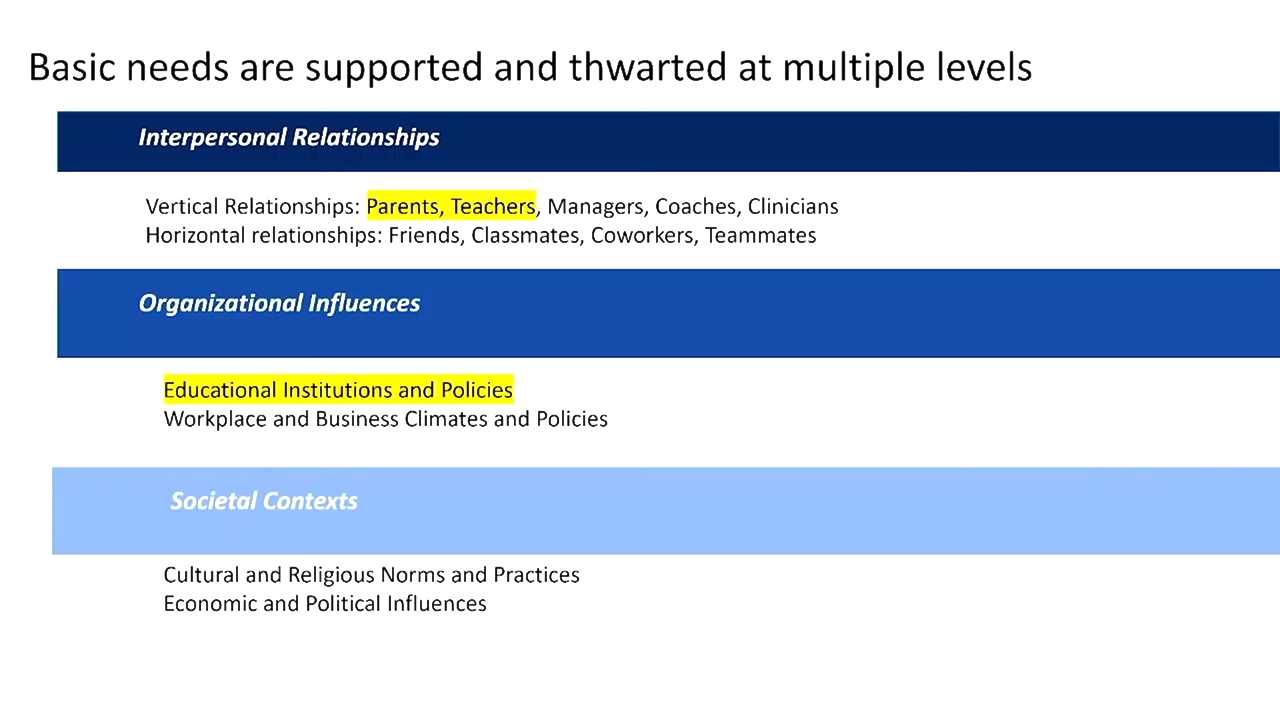 Basic needs are supported and thwarted at multiple levels
Interpersonal Relationships
Vertical Relationships: Parents, Teachers, Managers, Coaches, Clinicians
Horizontal relationships: Friends, Classmates, Coworkers, Teammates
Organizational Influences
Educational Institutions and Policies
Workplace and Business Climates and Policies
Societal Contexts
Cultural and Religious Norms and Practices
Economic and Political Influences